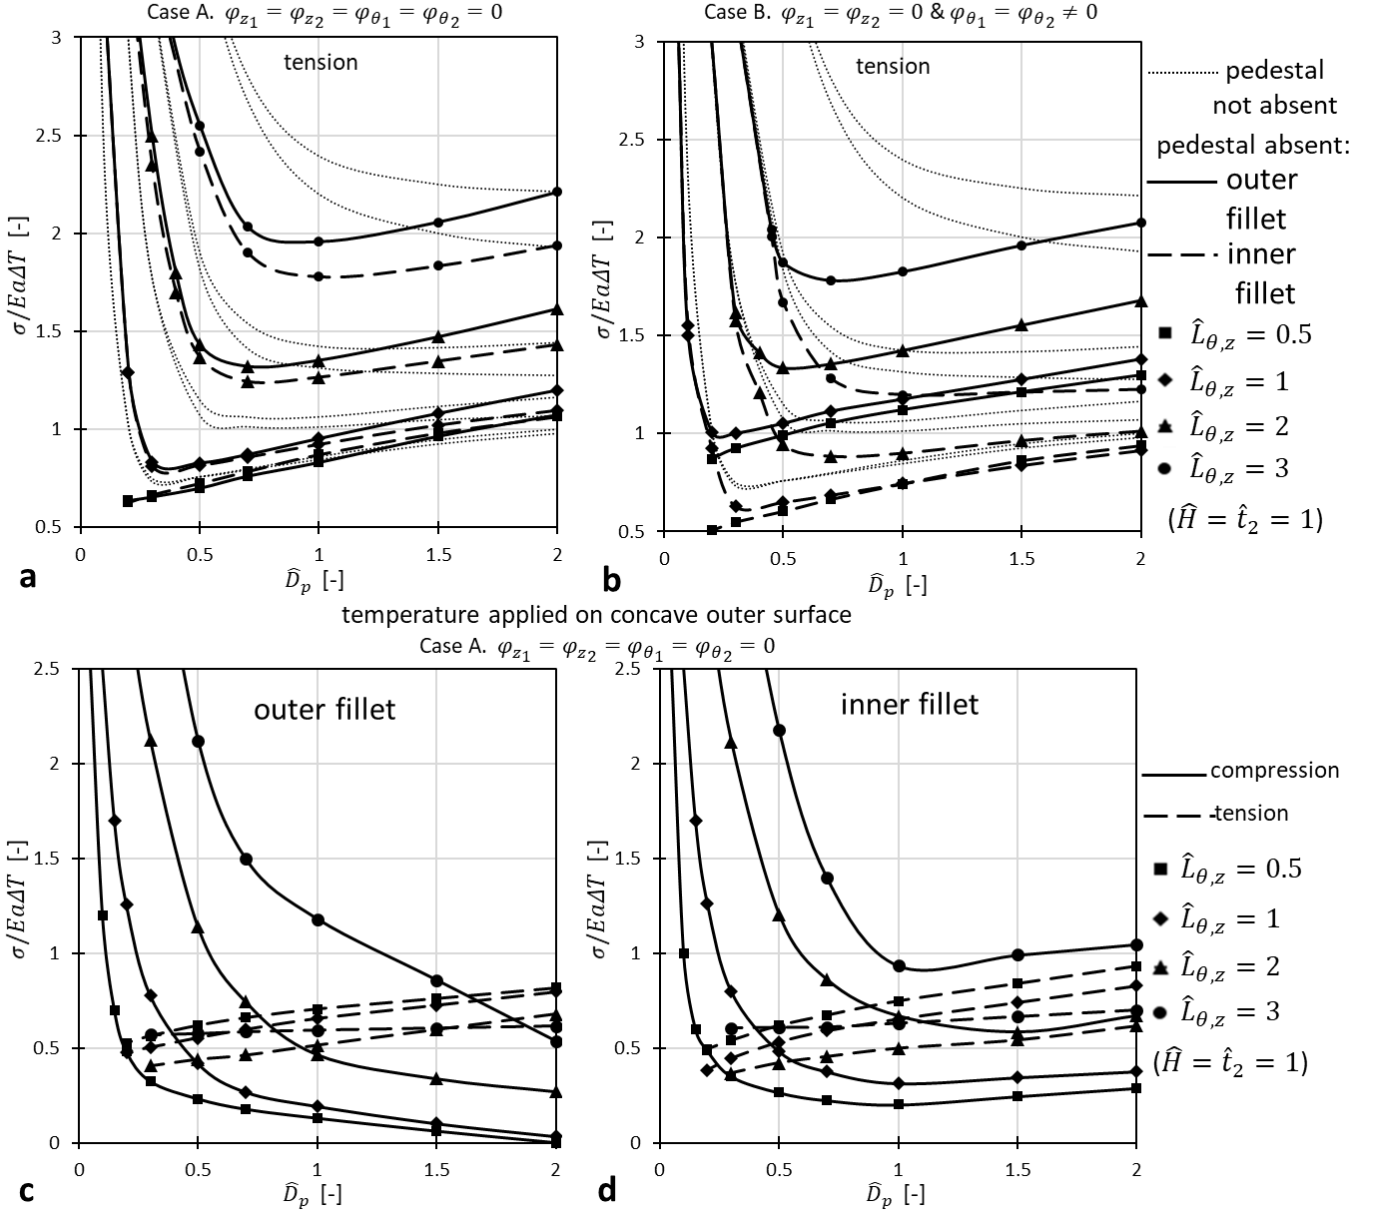 Case A. φz₁ = φz₂ = φθ₁ = φθ₂ = 0
Case B. φz₁ = φz₂ = 0 & φθ₁ = φθ₂ ≠ 0
3
2.5
2
1.5
1
0.5
σ/EaΔT [-]
tension
0 0.5 1 1.5 2
D̂p [-]
a
3
2.5
2
1.5
1
0.5
σ/EaΔT [-]
tension
0 0.5 1 1.5 2
D̂p [-]
b
pedestal
not absent
pedestal absent:
outer
fillet
inner
fillet
L̂θ,z = 0.5
L̂θ,z = 1
L̂θ,z = 2
L̂θ,z = 3
(Ĥ = t̂₂ = 1)
temperature applied on concave outer surface
Case A. φz₁ = φz₂ = φθ₁ = φθ₂ = 0
2.5
2
1.5
1
0.5
0
σ/EaΔT [-]
outer fillet
0 0.5 1 1.5 2
D̂p [-]
c
2.5
2
1.5
1
0.5
0
σ/EaΔT [-]
inner fillet
0 0.5 1 1.5 2
D̂p [-]
d
compression
tension
L̂θ,z = 0.5
L̂θ,z = 1
L̂θ,z = 2
L̂θ,z = 3
(Ĥ = t̂₂ = 1)